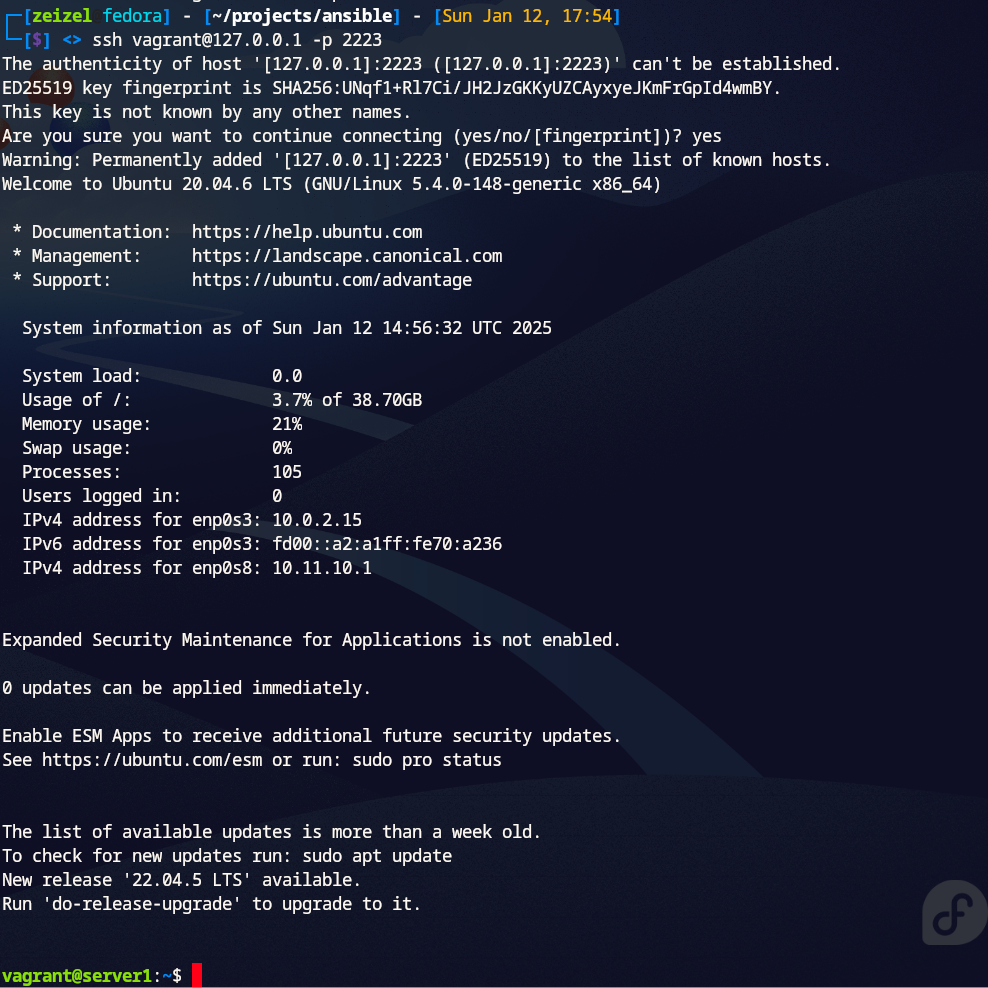 [zeizel fedora] - [~/projects/ansible] - [Sun Jan 12, 17:54]
[$] <> ssh vagrant@127.0.0.1 -p 2223
The authenticity of host '[127.0.0.1]:2223 ([127.0.0.1]:2223)' can't be established.
ED25519 key fingerprint is SHA256:UNqf1+Rl7Ci/JH2JzGKKyUZCAyxyeJKmFrGpId4wmBY.
This key is not known by any other names.
Are you sure you want to continue connecting (yes/no/[fingerprint])? yes
Warning: Permanently added '[127.0.0.1]:2223' (ED25519) to the list of known hosts.
Welcome to Ubuntu 20.04.6 LTS (GNU/Linux 5.4.0-148-generic x86_64)

 * Documentation:  https://help.ubuntu.com
 * Management:     https://landscape.canonical.com
 * Support:        https://ubuntu.com/advantage

  System information as of Sun Jan 12 14:56:32 UTC 2025

  System load:             0.0
  Usage of /:              3.7% of 38.70GB
  Memory usage:            21%
  Swap usage:              0%
  Processes:               105
  Users logged in:         0
  IPv4 address for enp0s3: 10.0.2.15
  IPv6 address for enp0s3: fd00::a2:a1ff:fe70:a236
  IPv4 address for enp0s8: 10.11.10.1

Expanded Security Maintenance for Applications is not enabled.

0 updates can be applied immediately.

Enable ESM Apps to receive additional future security updates.
See https://ubuntu.com/esm or run: sudo pro status

The list of available updates is more than a week old.
To check for new updates run: sudo apt update
New release '22.04.5 LTS' available.
Run 'do-release-upgrade' to upgrade to it.

vagrant@server1:~$